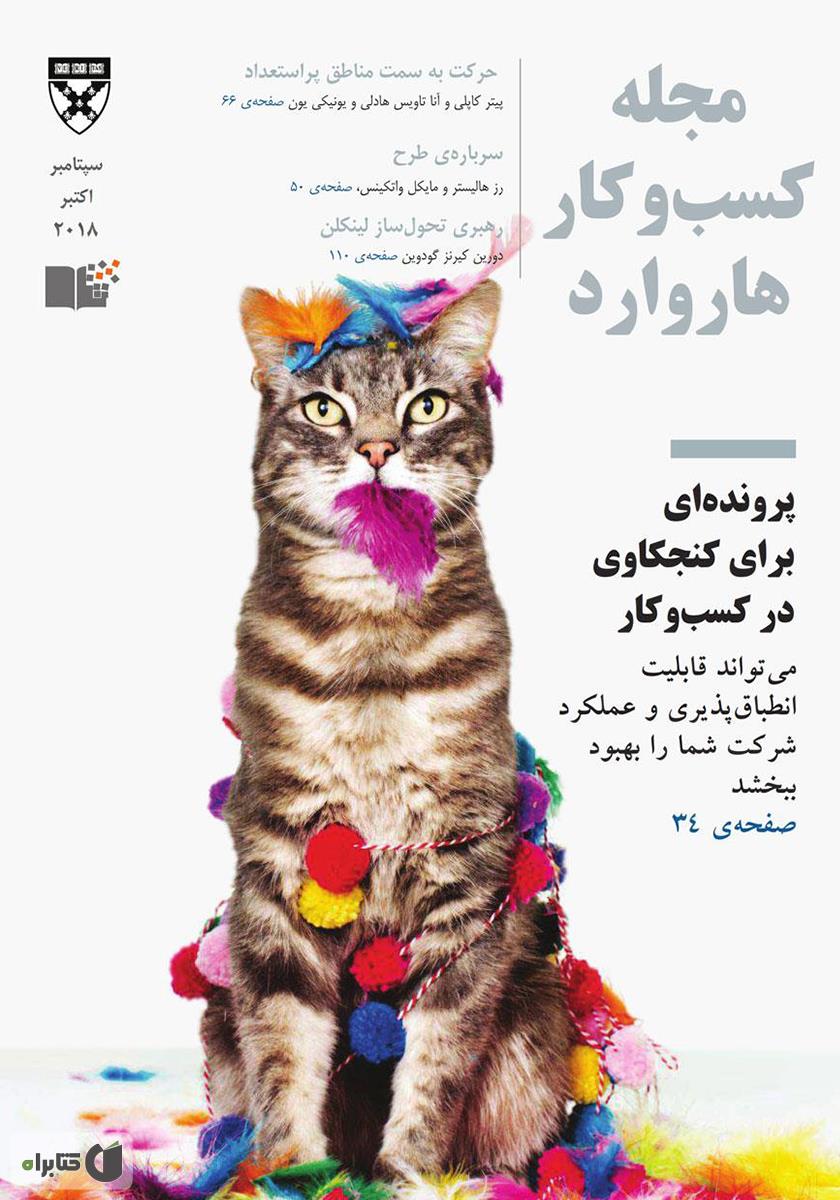 مجله
کسب‌و‌کار
هاروارد
حرکت به سمت مناطق پراستعداد
پیتر کاپلی و آنا تاویس هادلی و یونیکی یون صفحه‌ی ۶۶
سرباره‌ی طرح
رز هالیستر و مایکل واتکینس، صفحه‌ی ۵۰
رهبری تحول‌ساز لینکلن
دورین کیرنز گودوین صفحه‌ی ۱۱۰
سپتامبر
اکتبر
۲۰۱۸
پرونده‌ای
برای کنجکاوی
در کسب‌و‌کار
می‌تواند قابلیت
انطباق‌پذیری و عملکرد
شرکت شما را بهبود
ببخشد
صفحه‌ی ۳۴
کتابراه